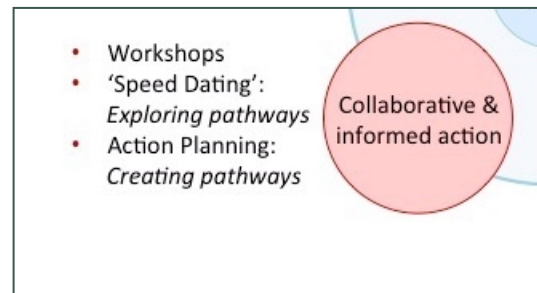 • Workshops
• ‘Speed Dating’:
Exploring pathways
• Action Planning:
Creating pathways
Collaborative &
informed action